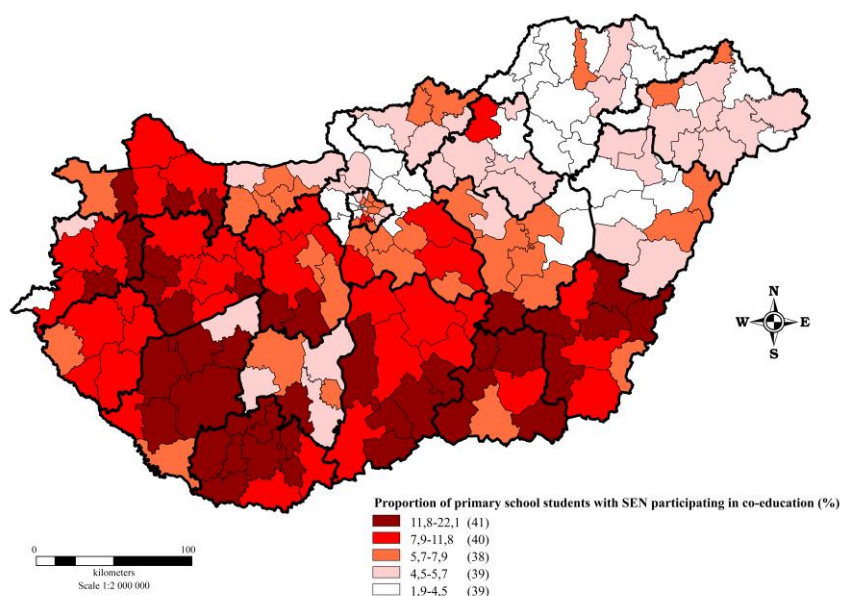 N
W E
S
Proportion of primary school students with SEN participating in co-education (%)
11,8-22,1 (41)
7,9-11,8 (40)
5,7-7,9 (38)
4,5-5,7 (39)
1,9-4,5 (39)
0 100
kilometers
Scale 1:2 000 000